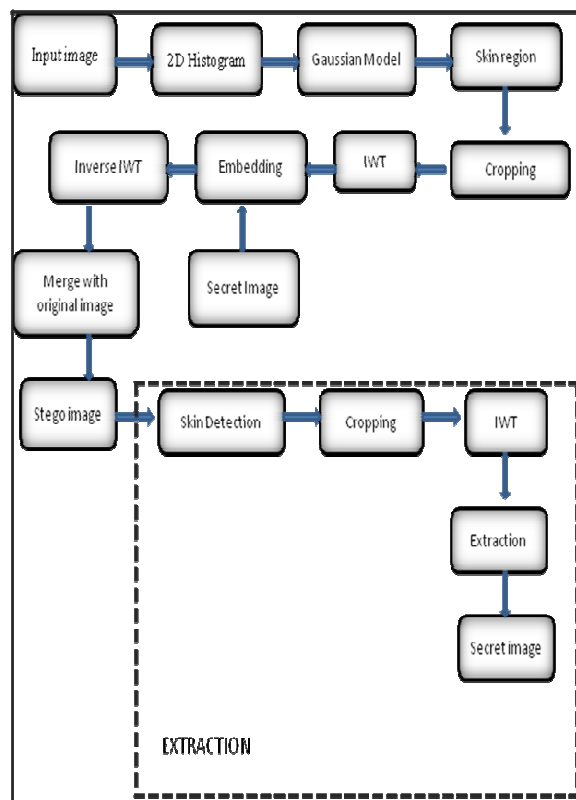 Input image
2D Histogram
Gaussian Model
Skin region
Inverse IWT
Embedding
IWT
Cropping
Merge with
original image
Secret Image
Stego image
Skin Detection
Cropping
IWT
Extraction
Secret image
EXTRACTION